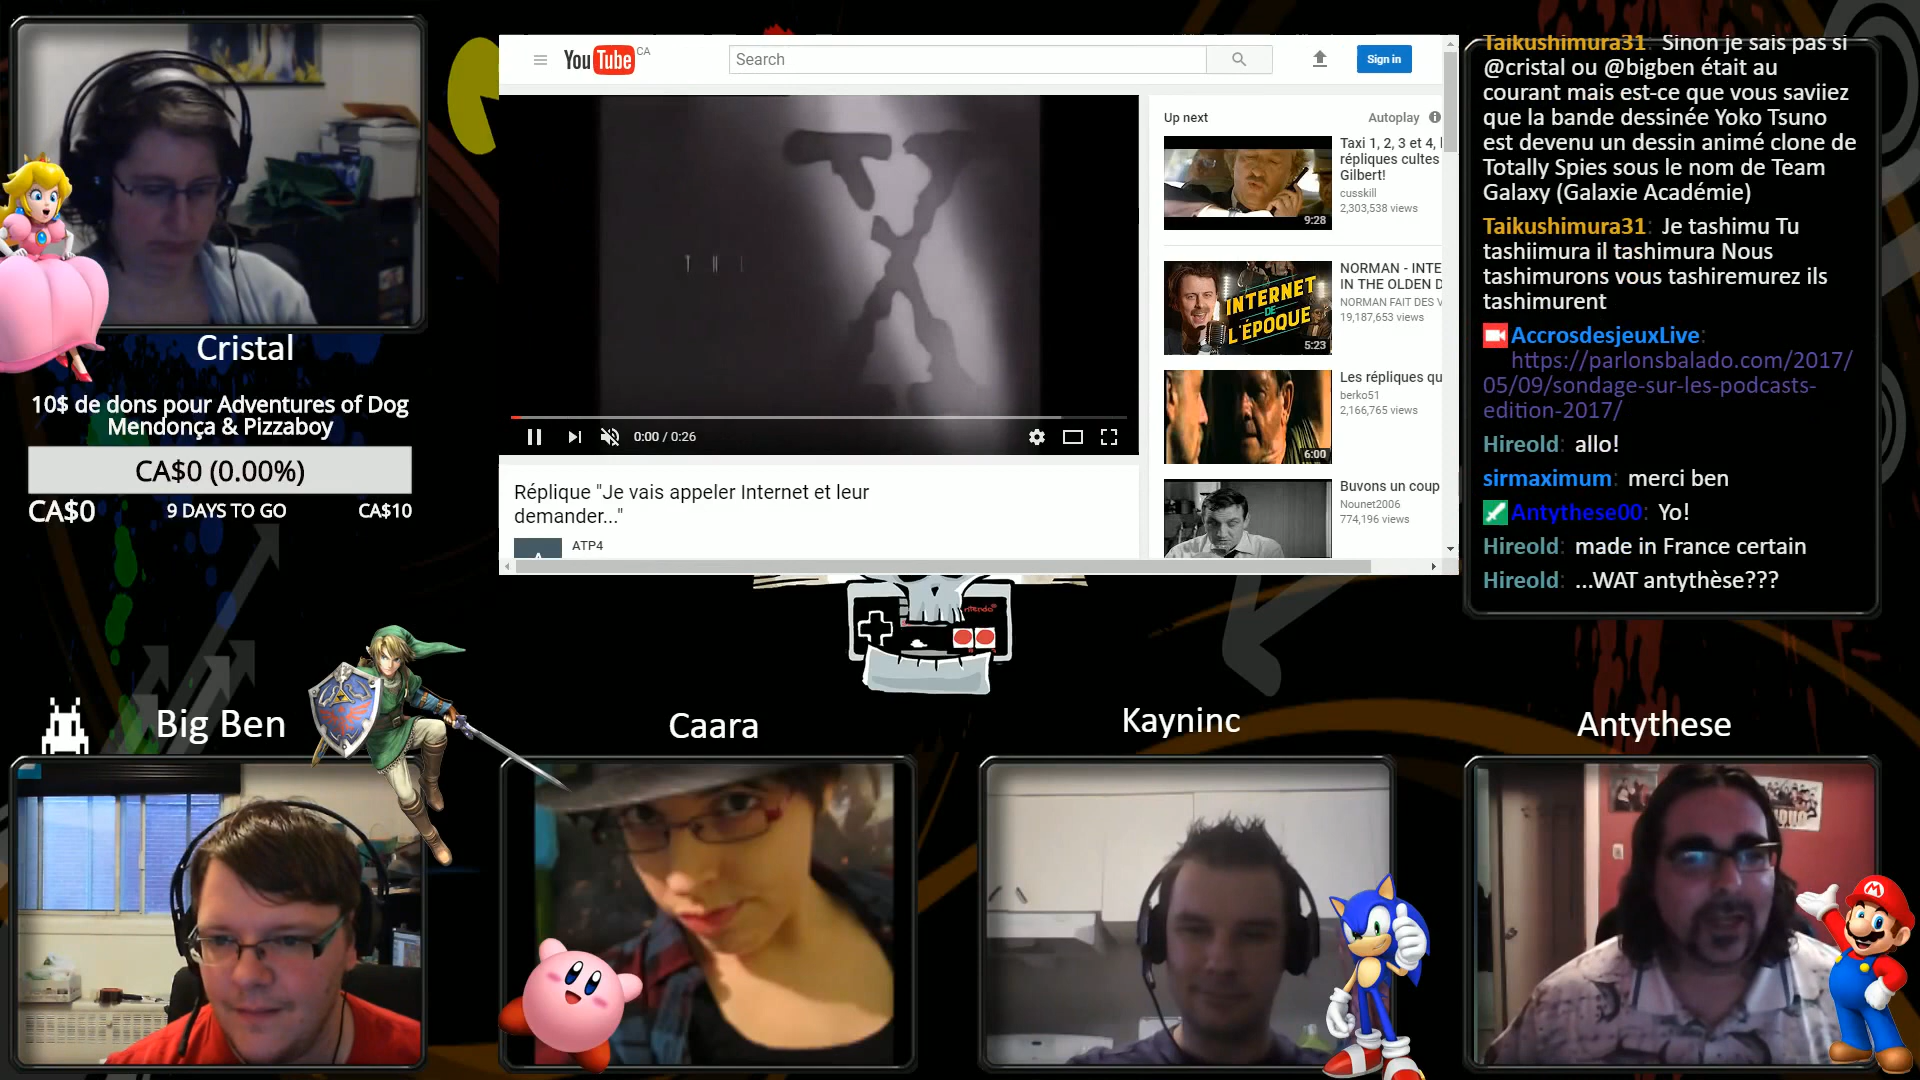 Cristal
10$ de dons pour Adventures of Dog
Mendonça & Pizzaboy
CA$0 (0.00%)
CA$0 9 DAYS TO GO CA$10
YouTube CA
Search
Sign in
0:00 / 0:26
Réplique "Je vais appeler Internet et leur
demander..."
ATP4
Up next Autoplay
Taxi 1, 2, 3 et 4, l
répliques cultes
Gilbert!
cusskill
2,303,538 views
9:28
INTERNET
DE
L'ÉPOQUE
5:23
NORMAN - INTE
IN THE OLDEN D
NORMAN FAIT DES V
19,187,653 views
Les répliques qu
berko51
2,166,765 views
6:00
Buvons un coup
Nounet2006
774,196 views
Taikushimura31: Sinon je sais pas si
@cristal ou @bigben était au
courant mais est-ce que vous saviiez
que la bande dessinée Yoko Tsuno
est devenu un dessin animé clone de
Totally Spies sous le nom de Team
Galaxy (Galaxie Académie)
Taikushimura31: Je tashimu Tu
tashiimura il tashimura Nous
tashimurons vous tashiremurez ils
tashimurent
AccrosdesjeuxLive:
https://parlonsbalado.com/2017/
05/09/sondage-sur-les-podcasts-
edition-2017/
Hireold: allo!
sirmaximum: merci ben
Antythese00: Yo!
Hireold: made in France certain
Hireold: ...WAT antythèse???
Big Ben
Caara
Kayninc
Antythese